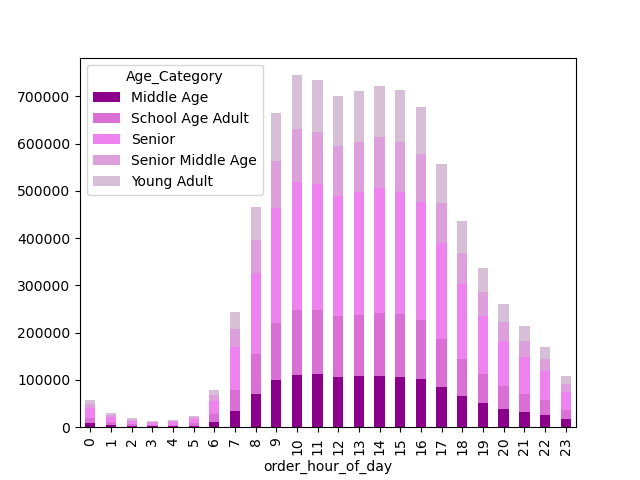 Age_Category
Middle Age
School Age Adult
Senior
Senior Middle Age
Young Adult
700000
600000
500000
400000
300000
200000
100000
0
0 1 2 3 4 5 6 7 8 9 10 11 12 13 14 15 16 17 18 19 20 21 22 23
order_hour_of_day